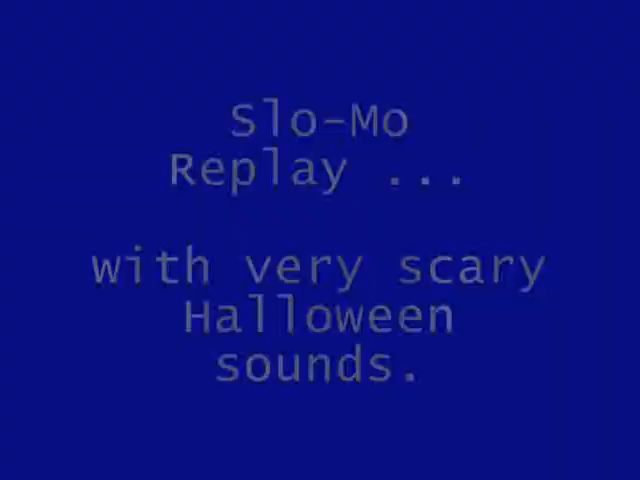 Slo-Mo
Replay ...
with very scary
Halloween
sounds.